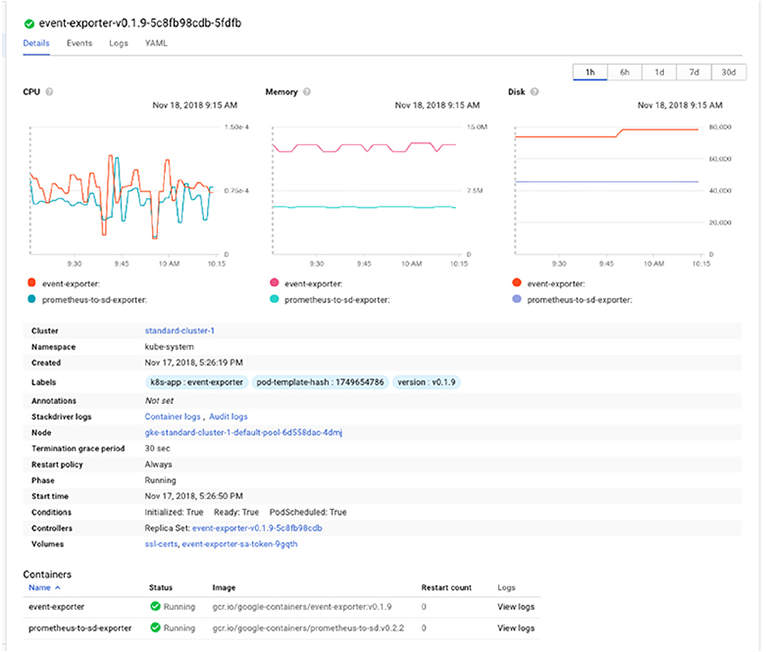 event-exporter-v0.1.9-5c8fb98cdb-5fdfb
Details Events Logs YAML
1h 6h 1d 7d 30d
CPU
Memory
Disk
Nov 18, 2018 9:15 AM
Nov 18, 2018 9:15 AM
Nov 18, 2018 9:15 AM
1.50e-4
0.75e-4
0
9:30 9:45 10 AM 10:15
15.0M
7.5M
0
9:30 9:45 10 AM 10:15
80,000
60,000
40,000
20,000
0
9:30 9:45 10 AM 10:15
event-exporter:
prometheus-to-sd-exporter:
event-exporter:
prometheus-to-sd-exporter:
event-exporter:
prometheus-to-sd-exporter:
Cluster standard-cluster-1
Namespace kube-system
Created Nov 17, 2018, 5:26:19 PM
Labels k8s-app : event-exporter pod-template-hash : 1749654786 version : v0.1.9
Annotations Not set
Stackdriver logs Container logs , Audit logs
Node gke-standard-cluster-1-default-pool-6d558dac-4dmj
Termination grace period 30 sec
Restart policy Always
Phase Running
Start time Nov 17, 2018, 5:26:50 PM
Conditions Initialized: True Ready: True PodScheduled: True
Controllers Replica Set: event-exporter-v0.1.9-5c8fb98cdb
Volumes ssl-certs, event-exporter-sa-token-9gqth
Containers
Name Status Image Restart count Logs
event-exporter Running gcr.io/google-containers/event-exporter:v0.1.9 0 View logs
prometheus-to-sd-exporter Running gcr.io/google-containers/prometheus-to-sd:v0.2.2 0 View logs